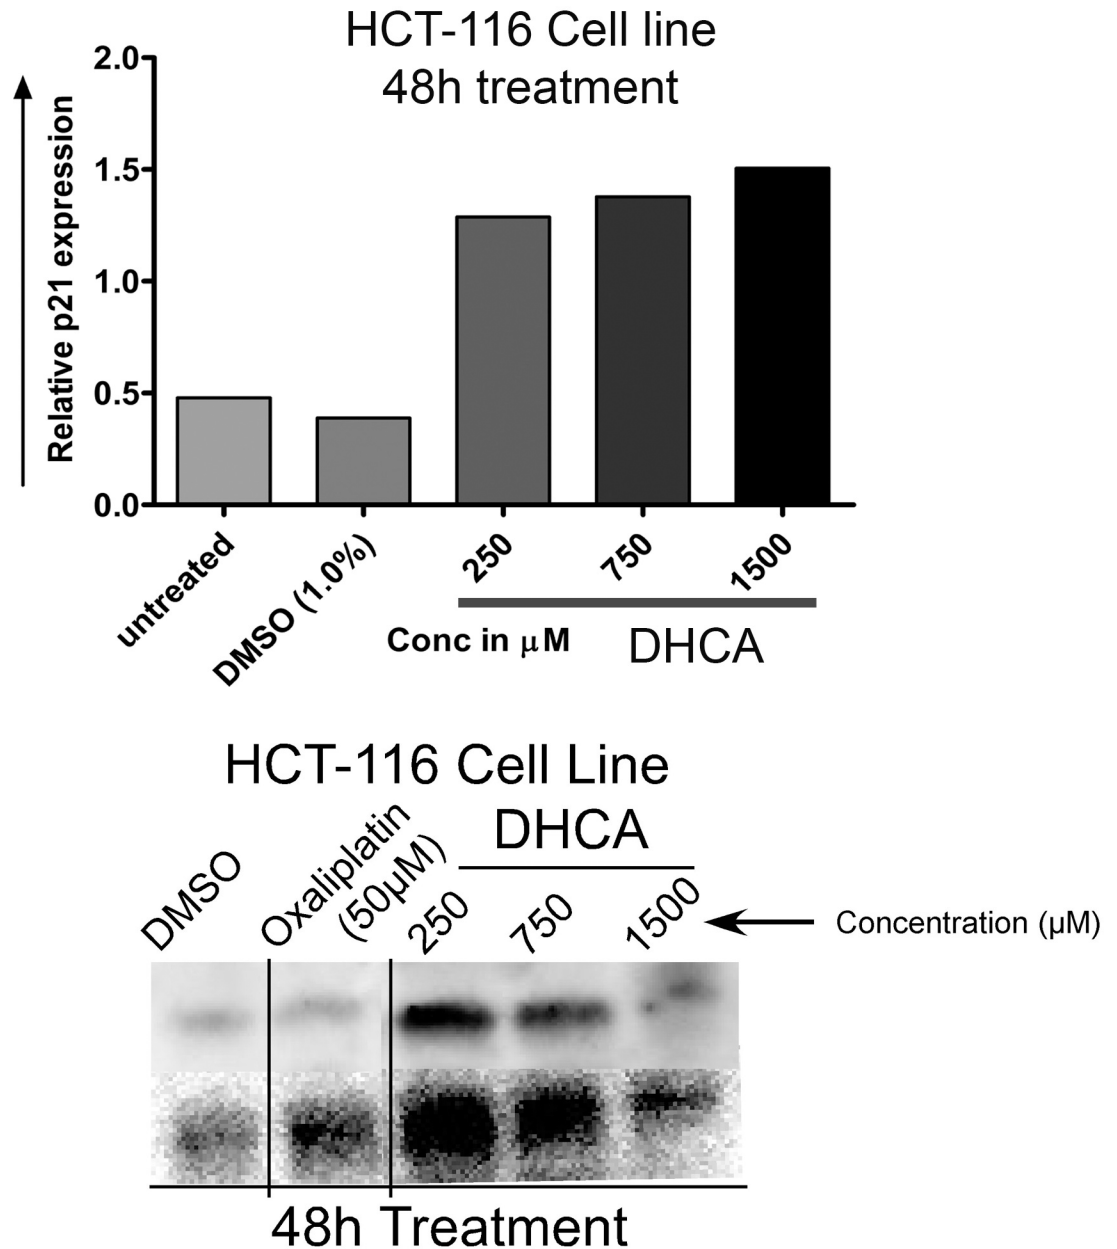 HCT-116 Cell line
48h treatment
Relative p21 expression
2.0
1.5
1.0
0.5
0.0
untreated
DMSO (1.0%)
250
750
1500
Conc in µM
DHCA
HCT-116 Cell Line
DHCA
DMSO
Oxaliplatin
(50µM)
250
750
1500
Concentration (µM)
48h Treatment